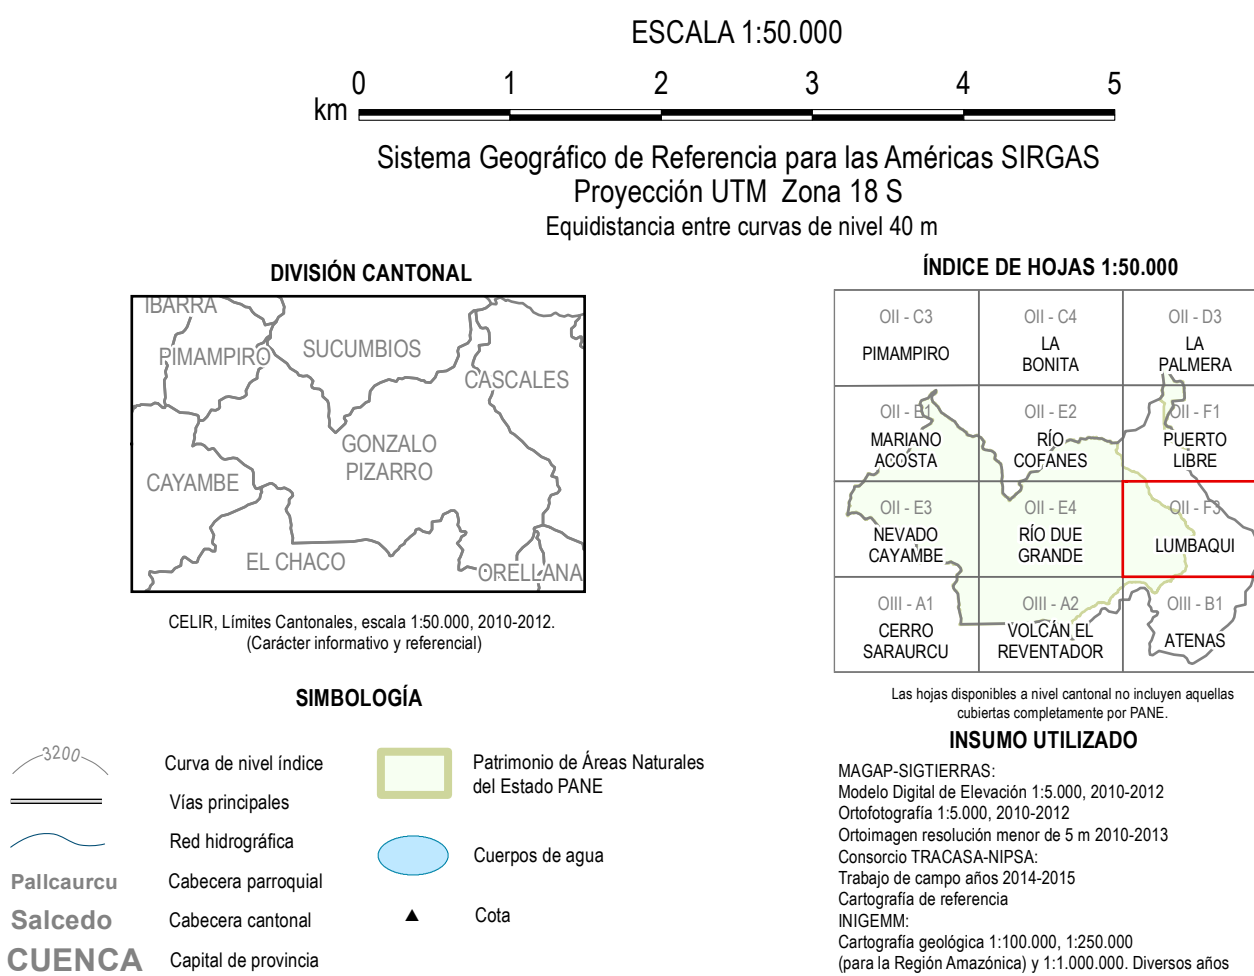 ESCALA 1:50.000
0 1 2 3 4 5
km
Sistema Geográfico de Referencia para las Américas SIRGAS
Proyección UTM Zona 18 S
Equidistancia entre curvas de nivel 40 m
DIVISIÓN CANTONAL
IBARRA
PIMAMPIRO
SUCUMBIOS
CASCALES
GONZALO
PIZARRO
CAYAMBE
EL CHACO
ORELLANA
CELIR, Límites Cantonales, escala 1:50.000, 2010-2012.
(Carácter informativo y referencial)
ÍNDICE DE HOJAS 1:50.000
OII - C3
PIMAMPIRO
OII - C4
LA
BONITA
OII - D3
LA
PALMERA
OII - E1
MARIANO
ACOSTA
OII - E2
RÍO
COFANES
OII - F1
PUERTO
LIBRE
OII - E3
NEVADO
CAYAMBE
OII - E4
RÍO DUE
GRANDE
OII - F3
LUMBAQUI
OIII - A1
CERRO
SARAURCU
OIII - A2
VOLCÁN EL
REVENTADOR
OIII - B1
ATENAS
Las hojas disponibles a nivel cantonal no incluyen aquellas
cubiertas completamente por PANE.
SIMBOLOGÍA
3200
Curva de nivel índice
Vías principales
Red hidrográfica
Pallcaurcu
Cabecera parroquial
Salcedo
Cabecera cantonal
CUENCA
Capital de provincia
Patrimonio de Áreas Naturales
del Estado PANE
Cuerpos de agua
Cota
INSUMO UTILIZADO
MAGAP-SIGTIERRAS:
Modelo Digital de Elevación 1:5.000, 2010-2012
Ortofotografía 1:5.000, 2010-2012
Ortoimagen resolución menor de 5 m 2010-2013
Consorcio TRACASA-NIPSA:
Trabajo de campo años 2014-2015
Cartografía de referencia
INIGEMM:
Cartografía geológica 1:100.000, 1:250.000
(para la Región Amazónica) y 1:1.000.000. Diversos años